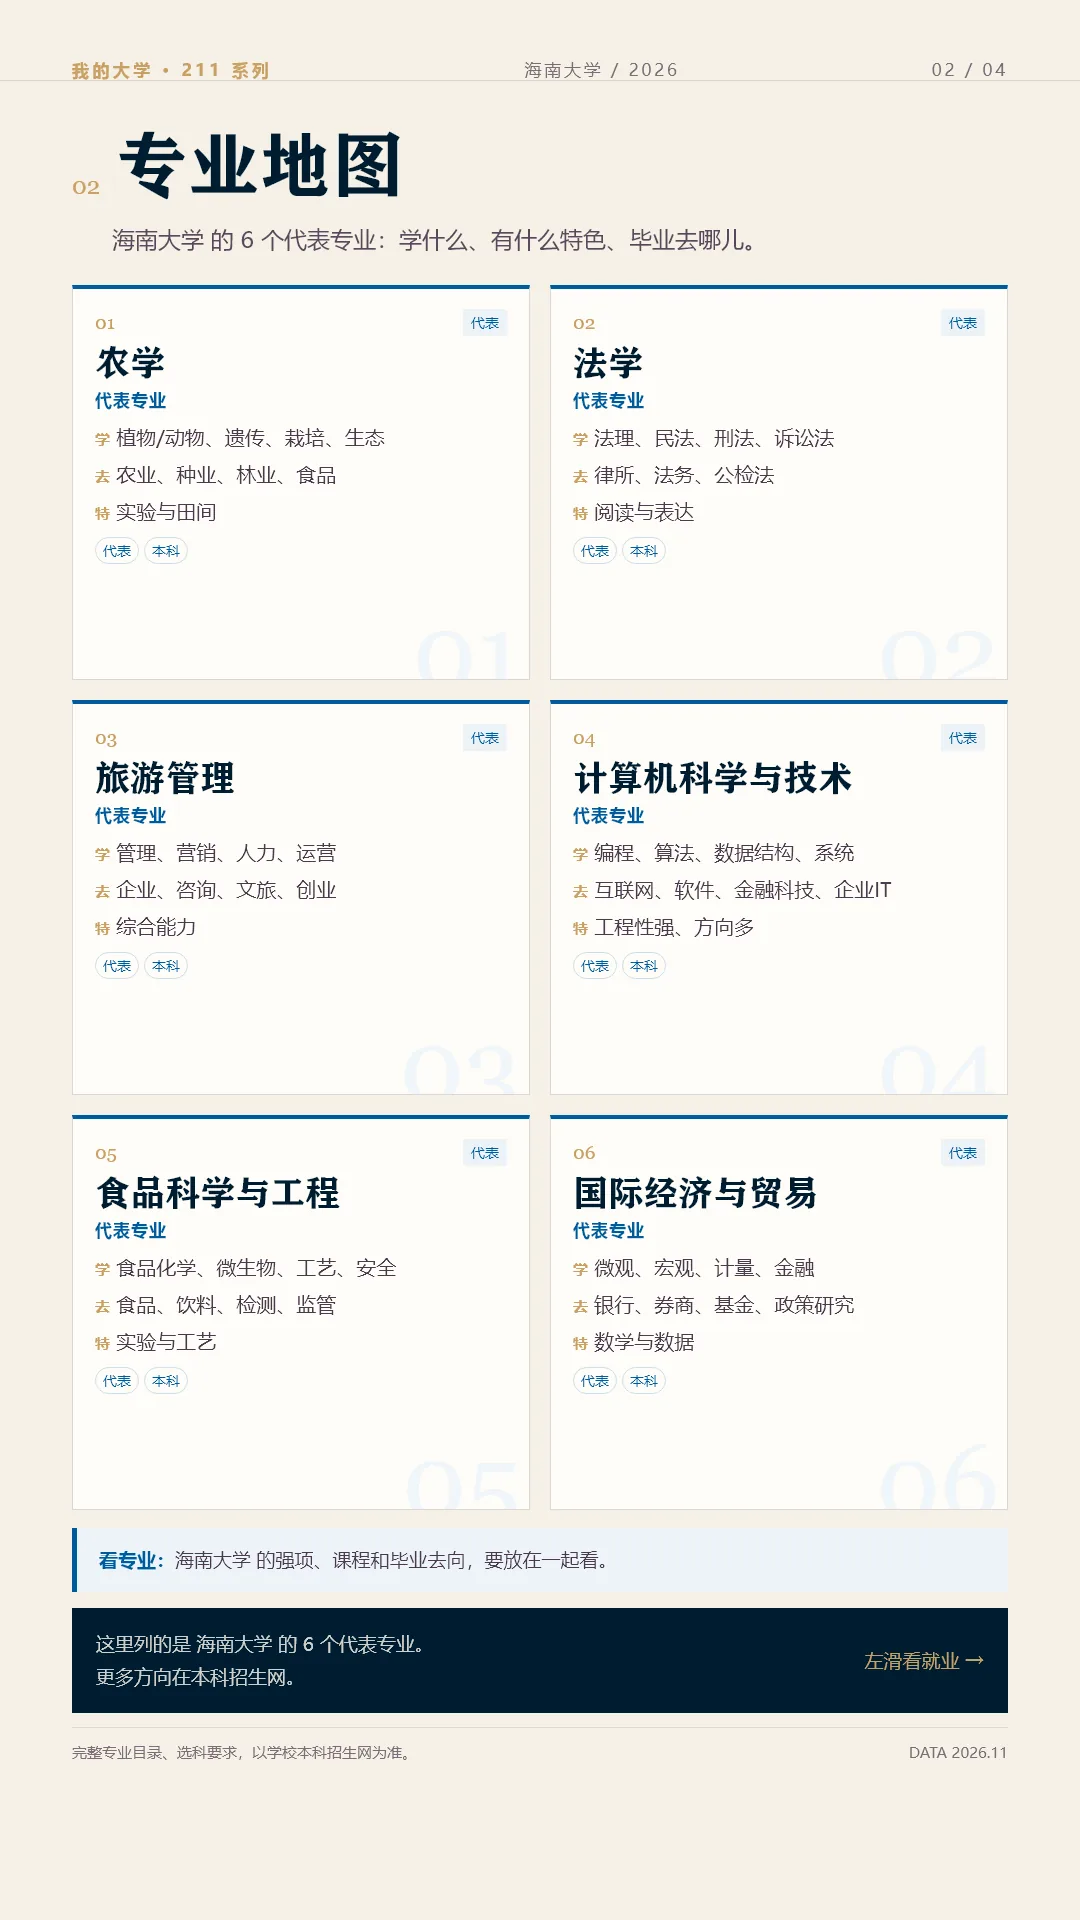 我的大学 • 211 系列
海南大学 / 2026
02 / 04
02 专业地图
海南大学 的 6 个代表专业：学什么、有什么特色、毕业去哪儿。
01
代表
农学
代表专业
学 植物/动物、遗传、栽培、生态
去 农业、种业、林业、食品
特 实验与田间
代表 本科
01
02
代表
法学
代表专业
学 法理、民法、刑法、诉讼法
去 律所、法务、公检法
特 阅读与表达
代表 本科
02
03
代表
旅游管理
代表专业
学 管理、营销、人力、运营
去 企业、咨询、文旅、创业
特 综合能力
代表 本科
03
04
代表
计算机科学与技术
代表专业
学 编程、算法、数据结构、系统
去 互联网、软件、金融科技、企业IT
特 工程性强、方向多
代表 本科
04
05
代表
食品科学与工程
代表专业
学 食品化学、微生物、工艺、安全
去 食品、饮料、检测、监管
特 实验与工艺
代表 本科
05
06
代表
国际经济与贸易
代表专业
学 微观、宏观、计量、金融
去 银行、券商、基金、政策研究
特 数学与数据
代表 本科
06
看专业：海南大学 的强项、课程和毕业去向，要放在一起看。
这里列的是 海南大学 的 6 个代表专业。
更多方向在本科招生网。
左滑看就业 →
完整专业目录、选科要求，以学校本科招生网为准。
DATA 2026.11